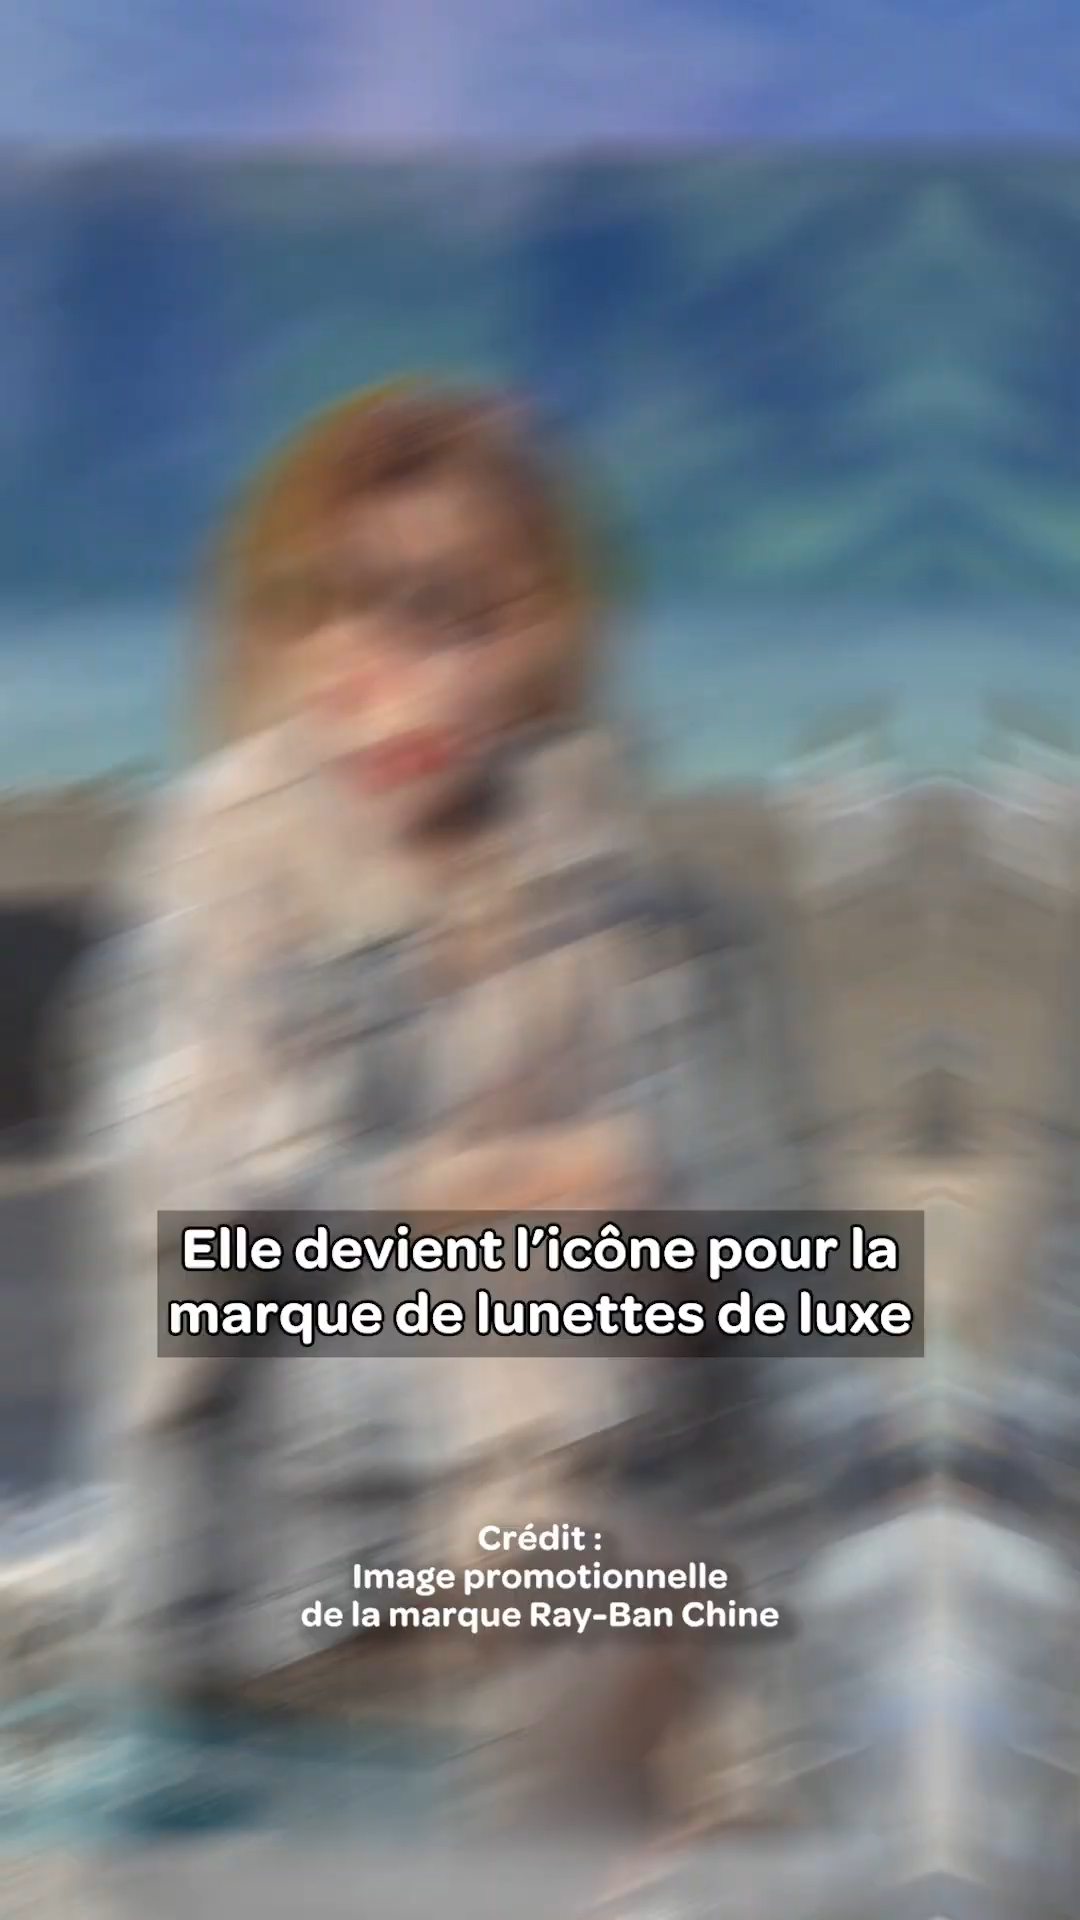 Elle devient l’icône pour la
marque de lunettes de luxe
Crédit :
Image promotionnelle
de la marque Ray-Ban Chine